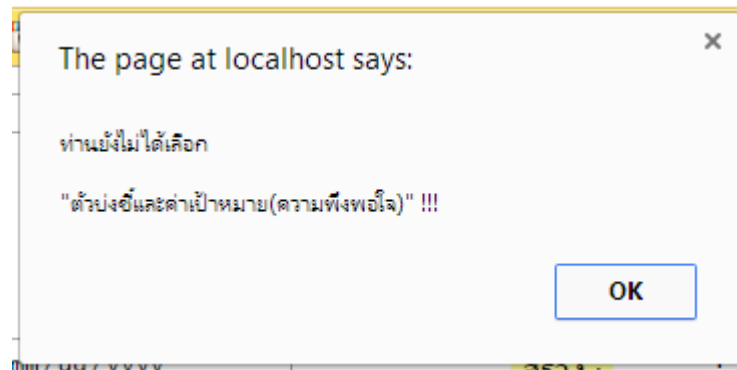 The page at localhost says:
×
ท่านยังไม่ได้เลือก
"ตัวบ่งชี้และค่าเป้าหมาย(ความพึงพอใจ)" !!!
OK